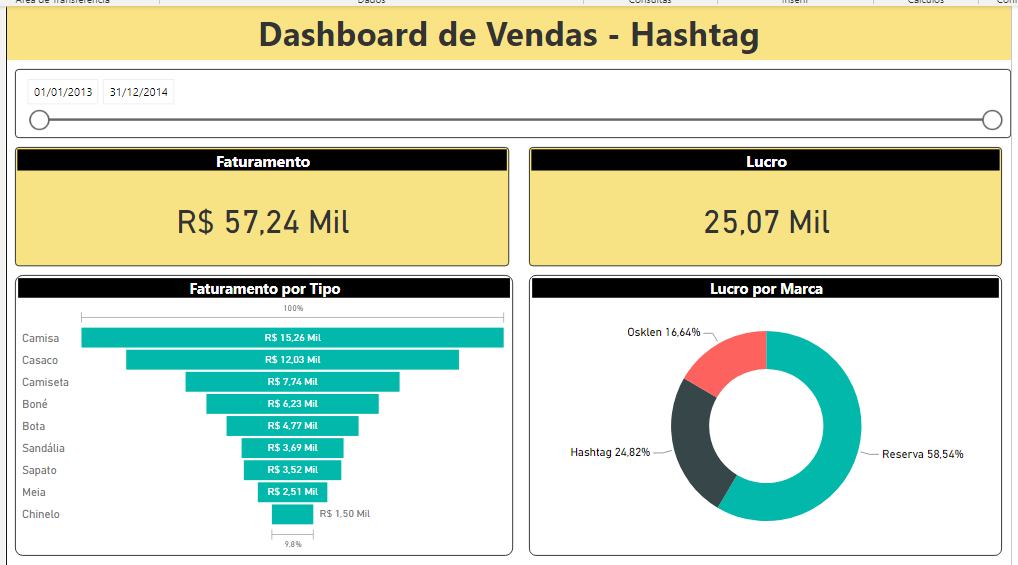 Área de Transferência Dados Consultas Inserir Cálculos
Dashboard de Vendas - Hashtag
01/01/2013 31/12/2014
Faturamento
R$ 57,24 Mil
Lucro
25,07 Mil
Faturamento por Tipo
100%
Camisa R$ 15,26 Mil
Casaco R$ 12,03 Mil
Camiseta R$ 7,74 Mil
Boné R$ 6,23 Mil
Bota R$ 4,77 Mil
Sandália R$ 3,69 Mil
Sapato R$ 3,52 Mil
Meia R$ 2,51 Mil
Chinelo R$ 1,50 Mil
9,8%
Lucro por Marca
Osklen 16,64%
Hashtag 24,82%
Reserva 58,54%